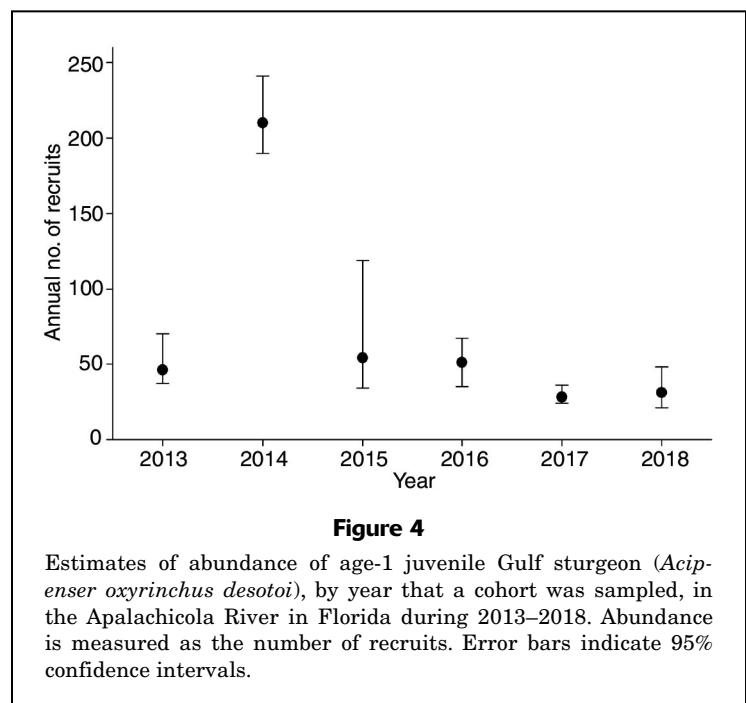 250
200
150
100
50
0
Annual no. of recruits
2013 2014 2015 2016 2017 2018
Year
Figure 4
Estimates of abundance of age-1 juvenile Gulf sturgeon (Acip-
enser oxyrinchus desotoi), by year that a cohort was sampled, in
the Apalachicola River in Florida during 2013–2018. Abundance
is measured as the number of recruits. Error bars indicate 95%
confidence intervals.